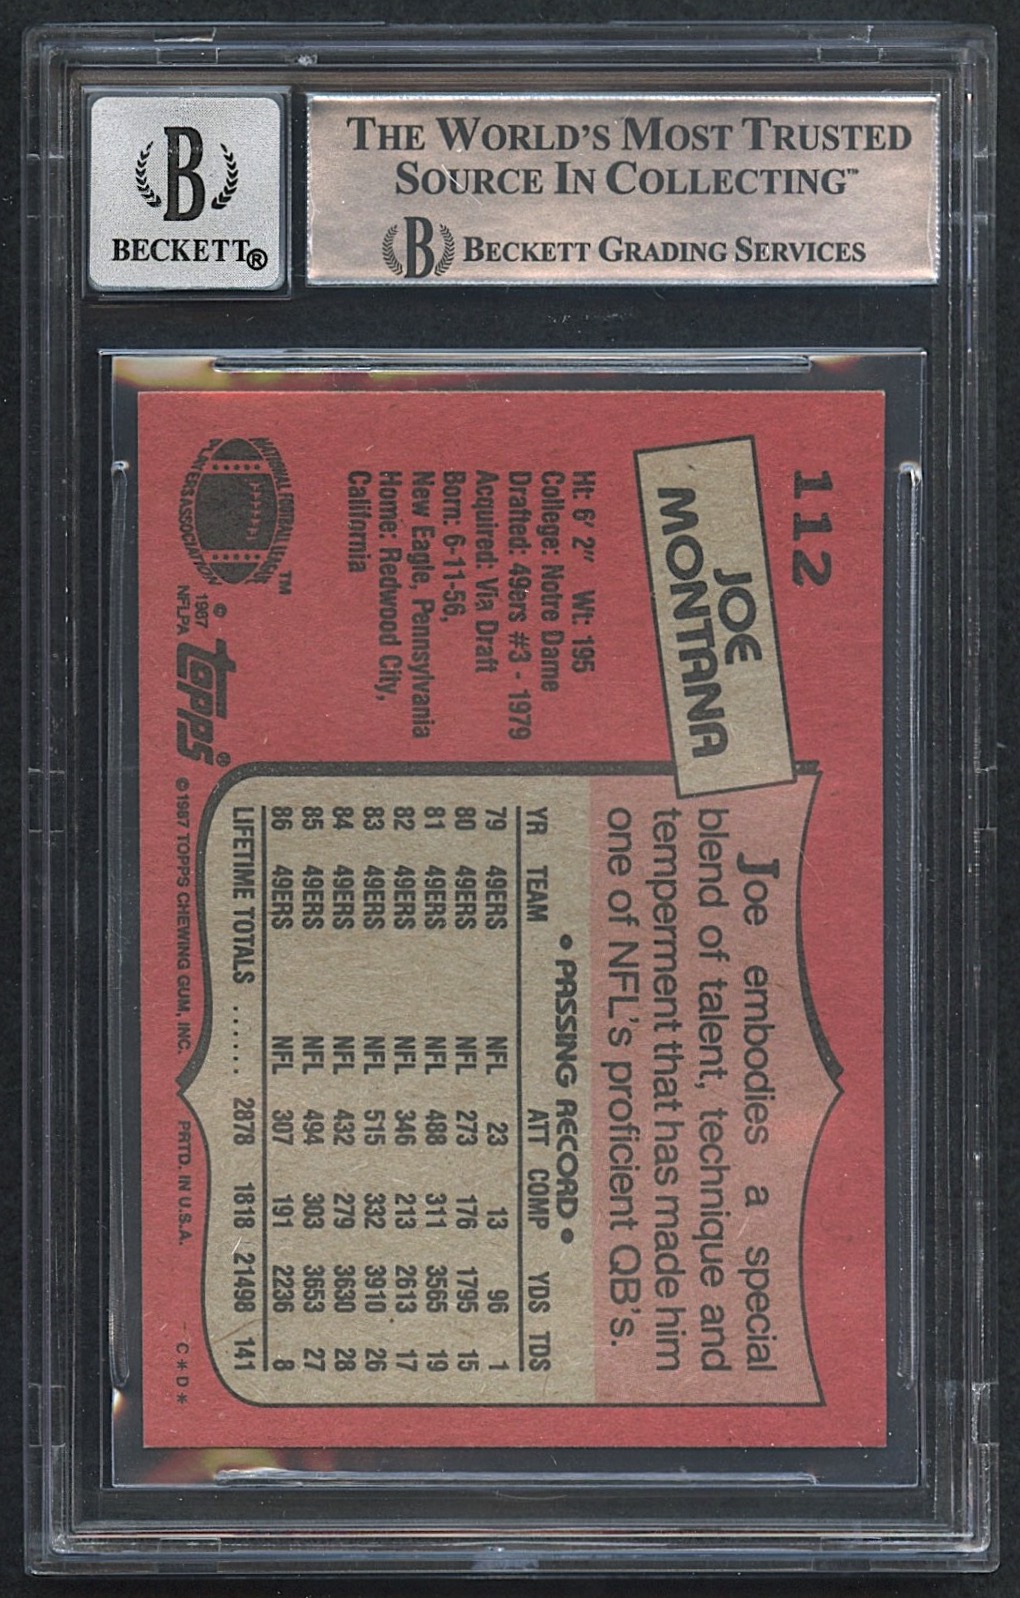 B
BECKETT®
THE WORLD'S MOST TRUSTED
SOURCE IN COLLECTING™
B BECKETT GRADING SERVICES
112
JOE
MONTANA
Ht: 6' 2" Wt: 195
College: Notre Dame
Drafted: 49ers #3 - 1979
Acquired: Via Draft
Born: 6-11-56,
New Eagle, Pennsylvania
Home: Redwood City,
California
NATIONAL FOOTBALL LEAGUE
PLAYERS ASSOCIATION
™
© 1987
NFLPA
topps®
Joe embodies a special
blend of talent, technique and
temperment that has made him
one of NFL's proficient QB's.
• PASSING RECORD •
YR TEAM ATT COMP YDS TDS
79 49ERS NFL 23 13 96 1
80 49ERS NFL 273 176 1795 15
81 49ERS NFL 488 311 3565 19
82 49ERS NFL 346 213 2613 17
83 49ERS NFL 515 332 3910 26
84 49ERS NFL 432 279 3630 28
85 49ERS NFL 494 303 3653 27
86 49ERS NFL 307 191 2236 8
LIFETIME TOTALS ...... 2878 1818 21498 141
©1987 TOPPS CHEWING GUM, INC. PRTD. IN U.S.A. C*D*